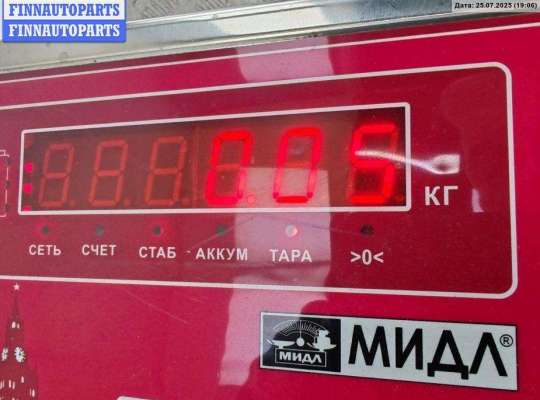 FINNAUTOPARTS
FINNAUTOPARTS
Дата: 25.07.2025 (19:06)
0.05 КГ
СЕТЬ СЧЕТ СТАБ АККУМ ТАРА >0<
МИДЛ МИДЛ®